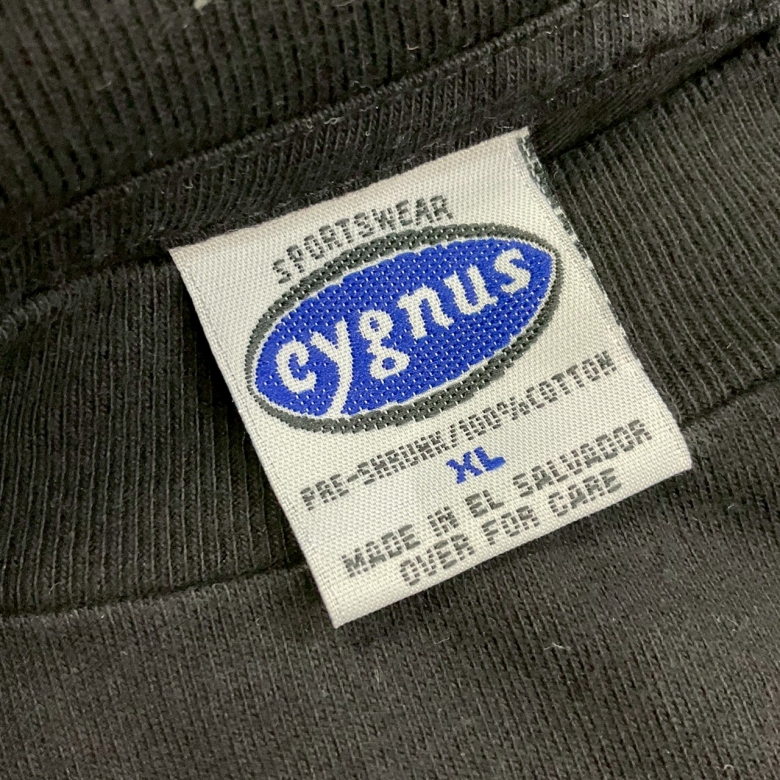 SPORTSWEAR
cygnus
PRE-SHRUNK/100%COTTON
XL
MADE IN EL SALVADOR
OVER FOR CARE